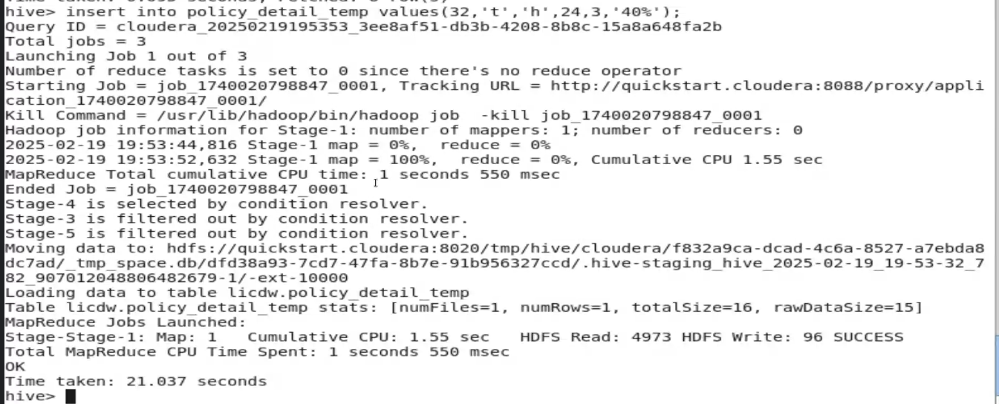 hive> insert into policy_detail_temp values(32,'t','h',24,3,'40%');
Query ID = cloudera_20250219195353_3ee8af51-db3b-4208-8b8c-15a8a648fa2b
Total jobs = 3
Launching Job 1 out of 3
Number of reduce tasks is set to 0 since there's no reduce operator
Starting Job = job_1740020798847_0001, Tracking URL = http://quickstart.cloudera:8088/proxy/appli
cation_1740020798847_0001/
Kill Command = /usr/lib/hadoop/bin/hadoop job  -kill job_1740020798847_0001
Hadoop job information for Stage-1: number of mappers: 1; number of reducers: 0
2025-02-19 19:53:44,816 Stage-1 map = 0%,  reduce = 0%
2025-02-19 19:53:52,632 Stage-1 map = 100%,  reduce = 0%, Cumulative CPU 1.55 sec
MapReduce Total cumulative CPU time: 1 seconds 550 msec
Ended Job = job_1740020798847_0001
Stage-4 is selected by condition resolver.
Stage-3 is filtered out by condition resolver.
Stage-5 is filtered out by condition resolver.
Moving data to: hdfs://quickstart.cloudera:8020/tmp/hive/cloudera/f832a9ca-dcad-4c6a-8527-a7ebda8
dc7ad/_tmp_space.db/dfd38a93-7cd7-47fa-8b7e-91b956327ccd/.hive-staging_hive_2025-02-19_19-53-32_7
82_907012048806482679-1/-ext-10000
Loading data to table licdw.policy_detail_temp
Table licdw.policy_detail_temp stats: [numFiles=1, numRows=1, totalSize=16, rawDataSize=15]
MapReduce Jobs Launched:
Stage-Stage-1: Map: 1   Cumulative CPU: 1.55 sec   HDFS Read: 4973 HDFS Write: 96 SUCCESS
Total MapReduce CPU Time Spent: 1 seconds 550 msec
OK
Time taken: 21.037 seconds
hive>